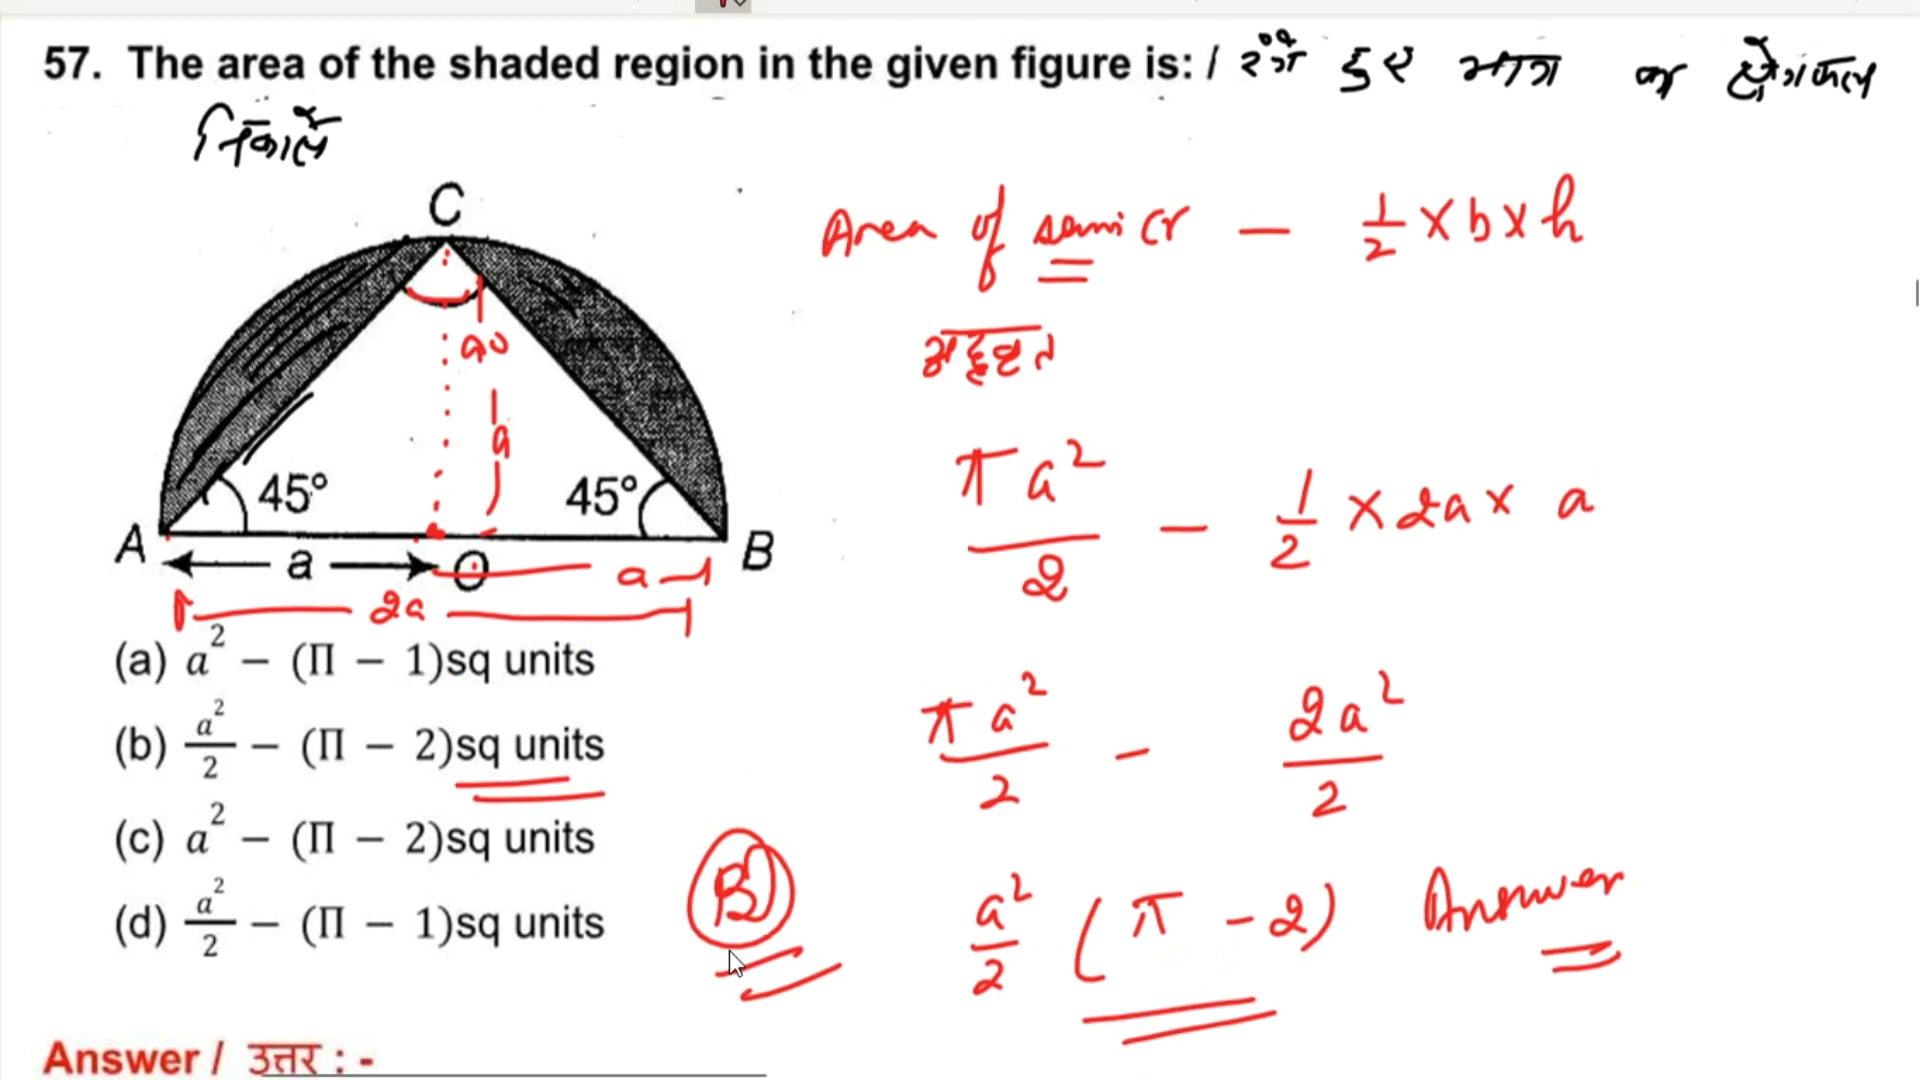 57. The area of the shaded region in the given figure is: / रंगे हुए भाग का क्षेत्रफल
निकालें
C
90
a
45°
45°
A
B
a
O
a
2a
Area of semi cr - 1/2 × b × h
अर्द्धवृत्त
πa²/2 - 1/2 × 2a × a
πa²/2 - 2a²/2
a²/2 (π - 2) Answer
(a) a² − (Π − 1)sq units
(b) a²/2 − (Π − 2)sq units
(c) a² − (Π − 2)sq units
(d) a²/2 − (Π − 1)sq units
B
Answer / उत्तर : -